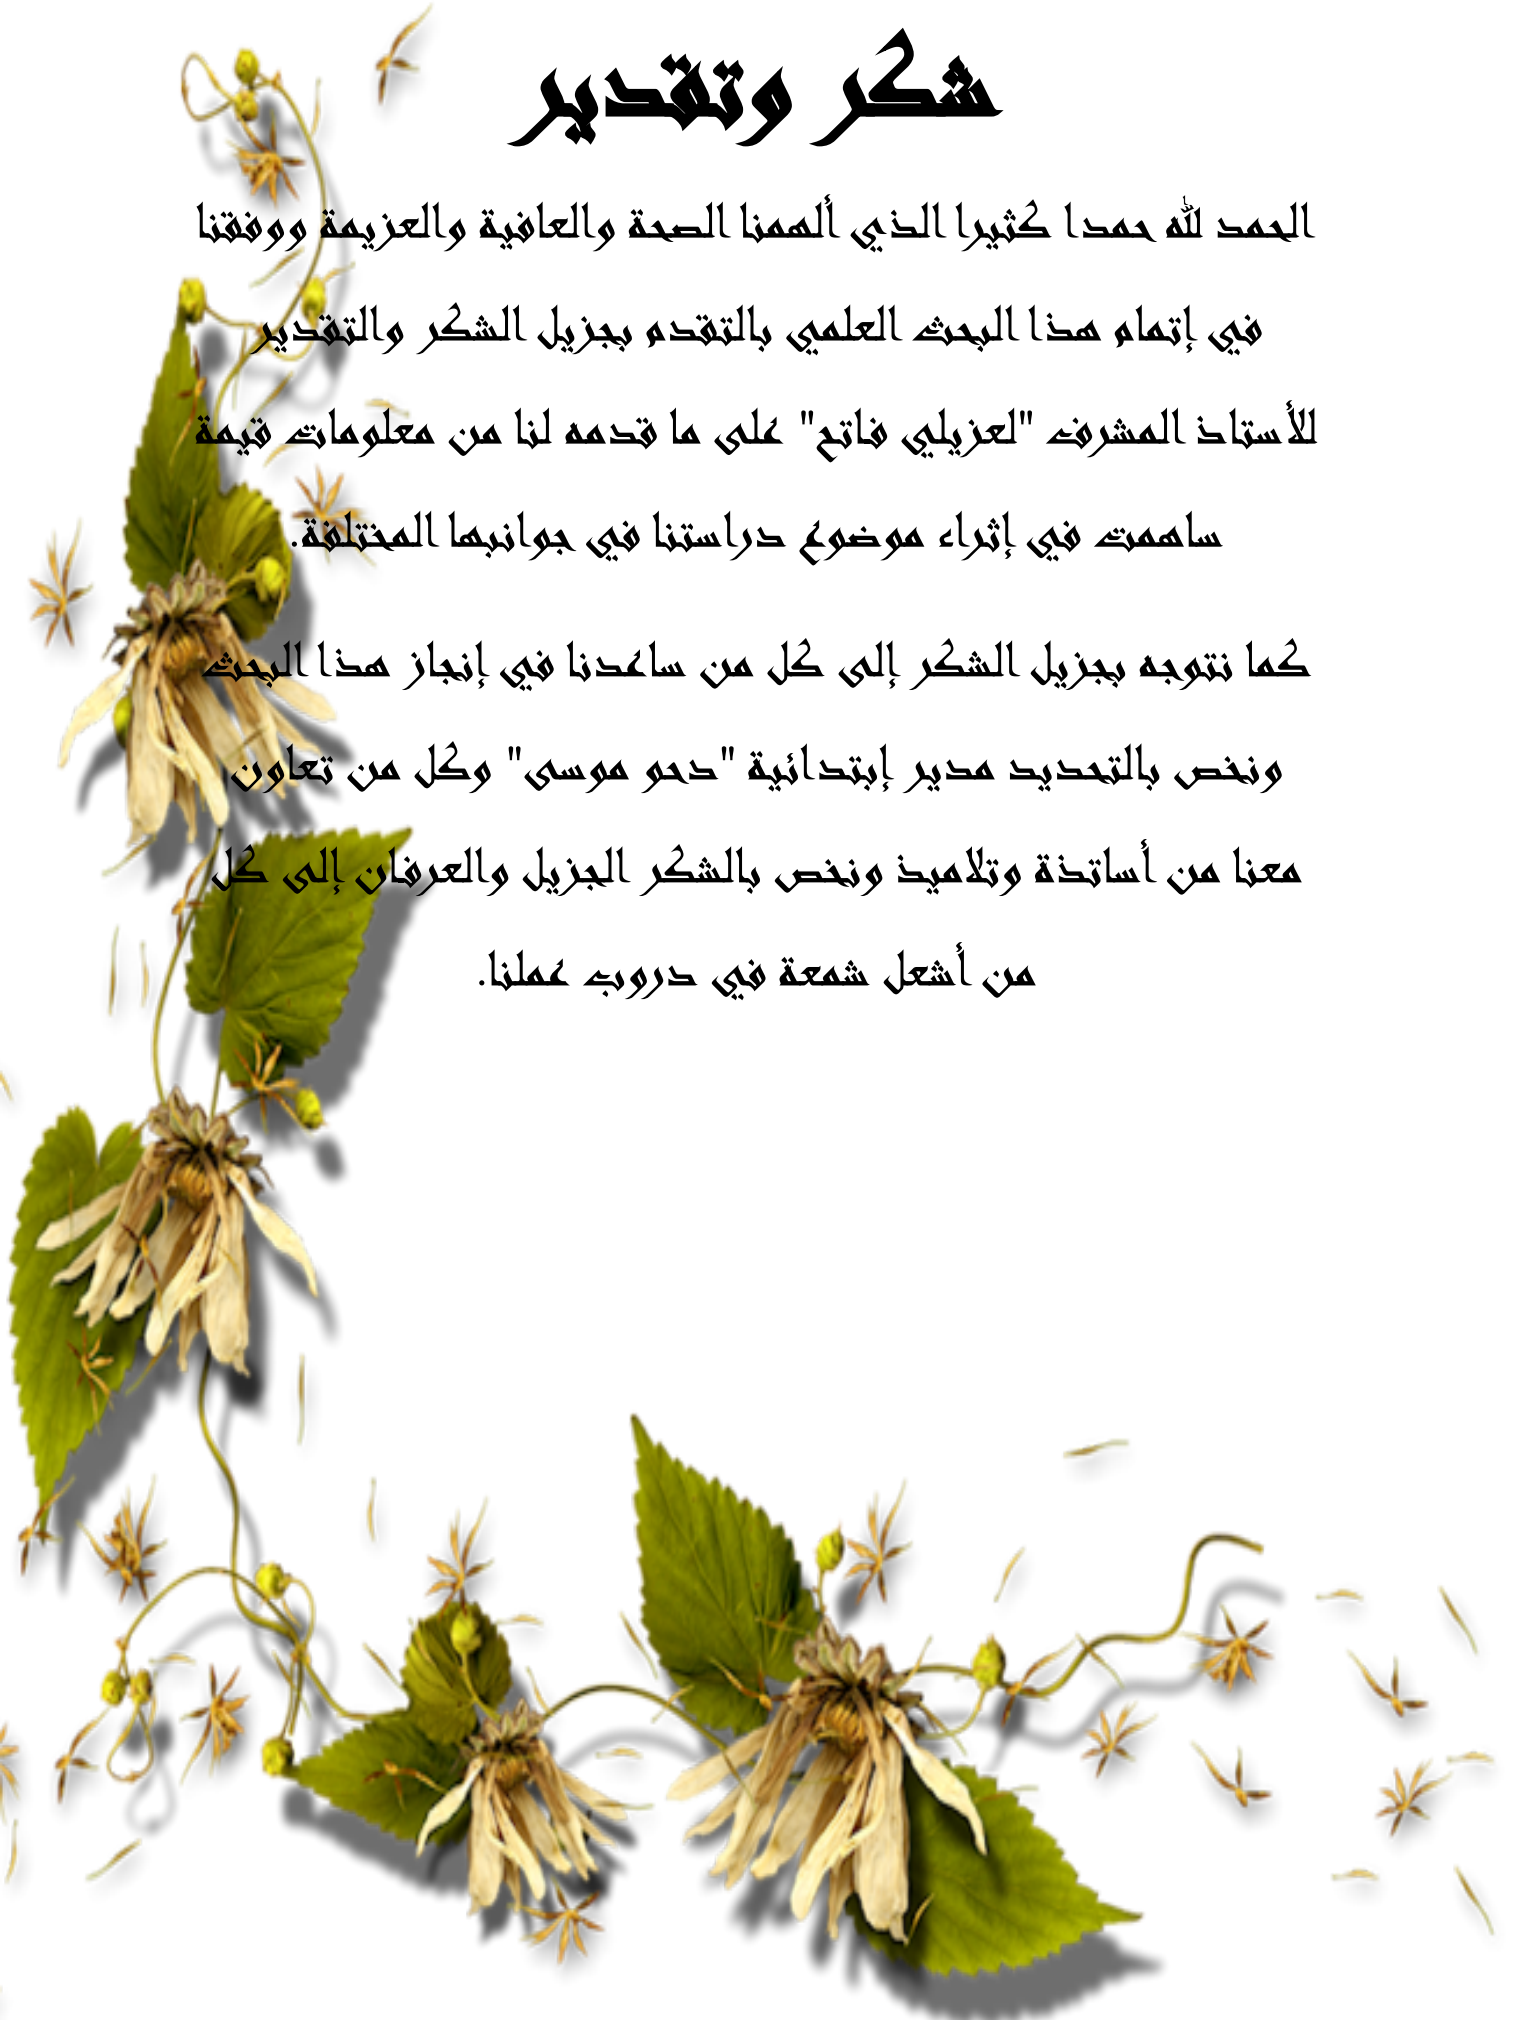 شكر وتقدير
الحمد لله حمدا كثيرا الذي ألهمنا الصحة والعافية والعزيمة ووفقنا
في إتمام هذا البحث العلمي بالتقدم بجزيل الشكر والتقدير
للأستاذ المشرف "لعزيلي فاتح" على ما قدمه لنا من معلومات قيمة
ساهمت في إثراء موضوع دراستنا في جوانبها المختلفة.
كما نتوجه بجزيل الشكر إلى كل من ساعدنا في إنجاز هذا البحث
ونخص بالتحديد مدير إبتدائية "دحو موسى" وكل من تعاون
معنا من أساتذة وتلاميذ ونخص بالشكر الجزيل والعرفان إلى كل
من أشعل شمعة في دروب عملنا.